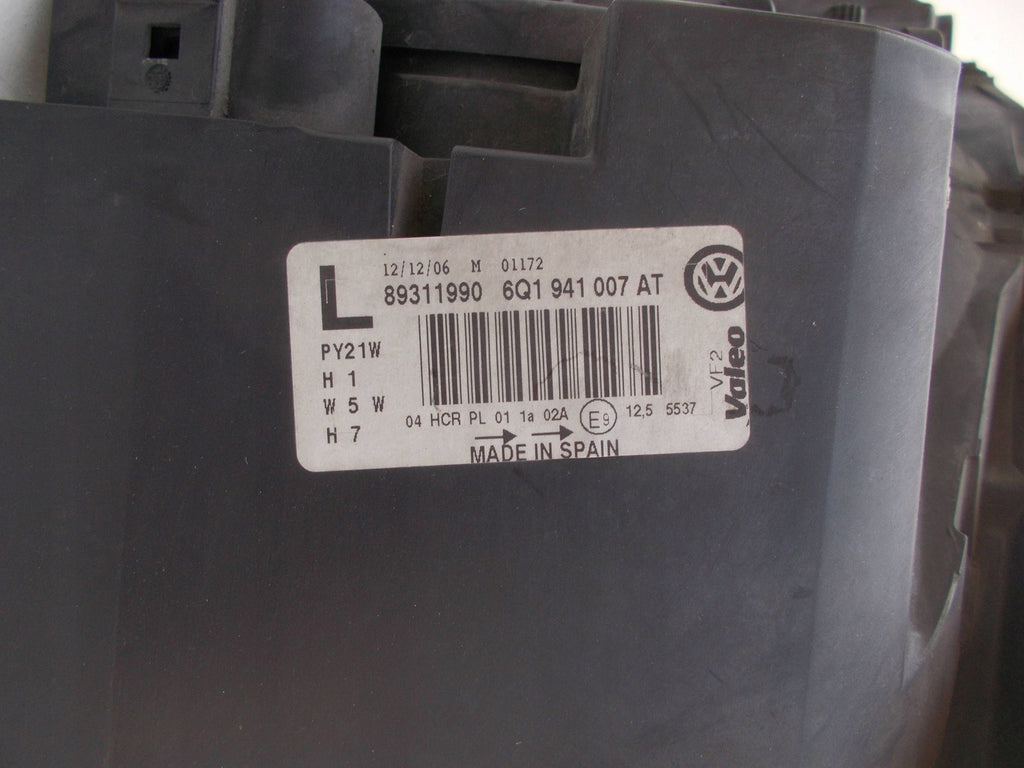 L
12/12/06 M 01172
89311990 6Q1 941 007 AT
PY21W
H 1
W 5 W
H 7
04 HCR PL 01 1a 02A E9 12,5 5537
MADE IN SPAIN
VF2
Valeo
VW